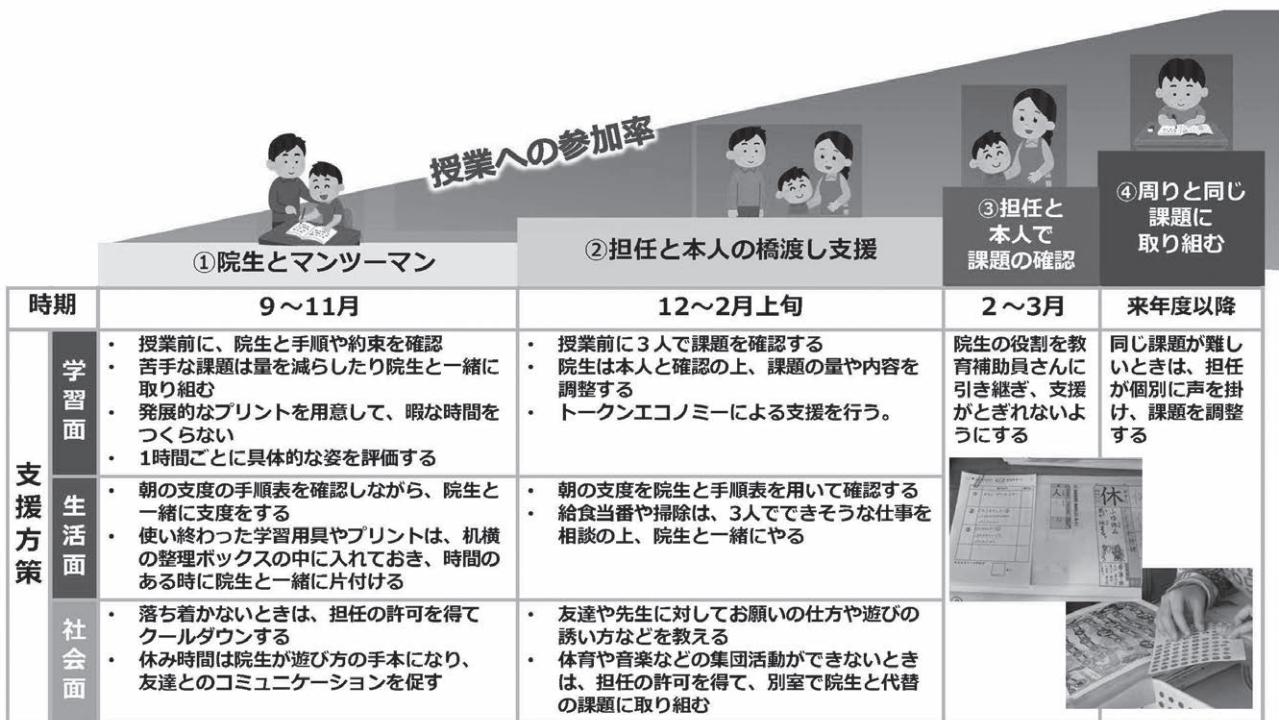 授業への参加率
①院生とマンツーマン
②担任と本人の橋渡し支援
③担任と
本人で
課題の確認
④周りと同じ
課題に
取り組む
時期
9～11月
12～2月上旬
2～3月
来年度以降
支援方策
学習面
・ 授業前に、院生と手順や約束を確認
・ 苦手な課題は量を減らしたり院生と一緒に
取り組む
・ 発展的なプリントを用意して、暇な時間を
つくらない
・ 1時間ごとに具体的な姿を評価する
・ 授業前に３人で課題を確認する
・ 院生は本人と確認の上、課題の量や内容を
調整する
・ トークンエコノミーによる支援を行う。
院生の役割を教
育補助員さんに
引き継ぎ、支援
がとぎれないよ
うにする
同じ課題が難し
いときは、担任
が個別に声を掛
け、課題を調整
する
生活面
・ 朝の支度の手順表を確認しながら、院生と
一緒に支度をする
・ 使い終わった学習用具やプリントは、机横
の整理ボックスの中に入れておき、時間の
ある時に院生と一緒に片付ける
・ 朝の支度を院生と手順表を用いて確認する
・ 給食当番や掃除は、3人でできそうな仕事を
相談の上、院生と一緒にやる
社会面
・ 落ち着かないときは、担任の許可を得て
クールダウンする
・ 休み時間は院生が遊び方の手本になり、
友達とのコミュニケーションを促す
・ 友達や先生に対してお願いの仕方や遊びの
誘い方などを教える
・ 体育や音楽などの集団活動ができないとき
は、担任の許可を得て、別室で院生と代替
の課題に取り組む
休